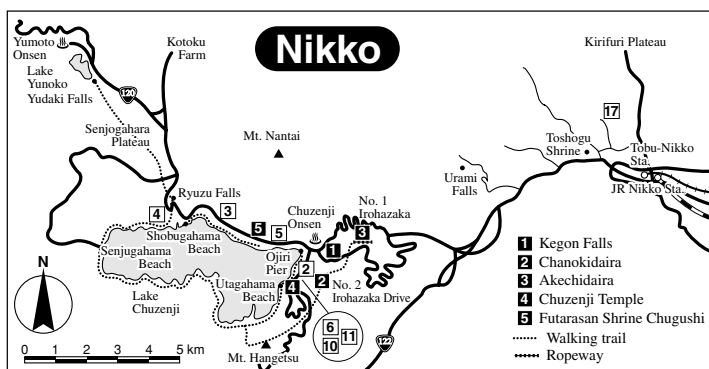 Nikko
Yumoto
Onsen
Lake
Yunoko
Yudaki Falls
Kotoku
Farm
120
Senjogahara
Plateau
Mt. Nantai
Kirifuri Plateau
17
Toshogu
Shrine
Tobu-Nikko
Sta.
JR Nikko Sta.
Urami
Falls
Ryuzu Falls
4
3
5
5
Chuzenji
Onsen
No. 1
Irohazaka
3
1
Shobugahama
Beach
Senjugahama
Beach
Ojiri
Pier
2
2
No. 2
Irohazaka Drive
Utagahama
Beach
4
Lake
Chuzenji
6
10
11
Mt. Hangetsu
122
N
0 1 2 3 4 5 km
1 Kegon Falls
2 Chanokidaira
3 Akechidaira
4 Chuzenji Temple
5 Futarasan Shrine Chugushi
Walking trail
Ropeway